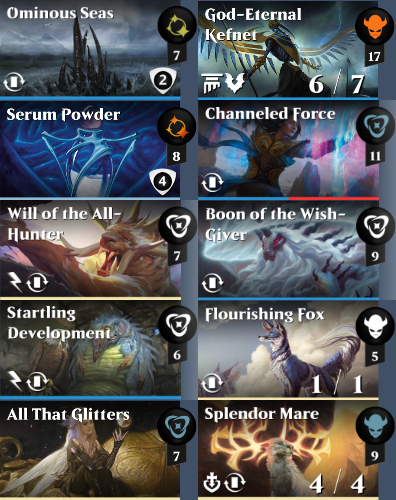 Ominous Seas
7
2
God-Eternal
Kefnet
17
6 / 7
Serum Powder
8
4
Channeled Force
11
Will of the All-
Hunter
7
Boon of the Wish-
Giver
9
Startling
Development
6
Flourishing Fox
5
1 / 1
All That Glitters
7
Splendor Mare
9
4 / 4